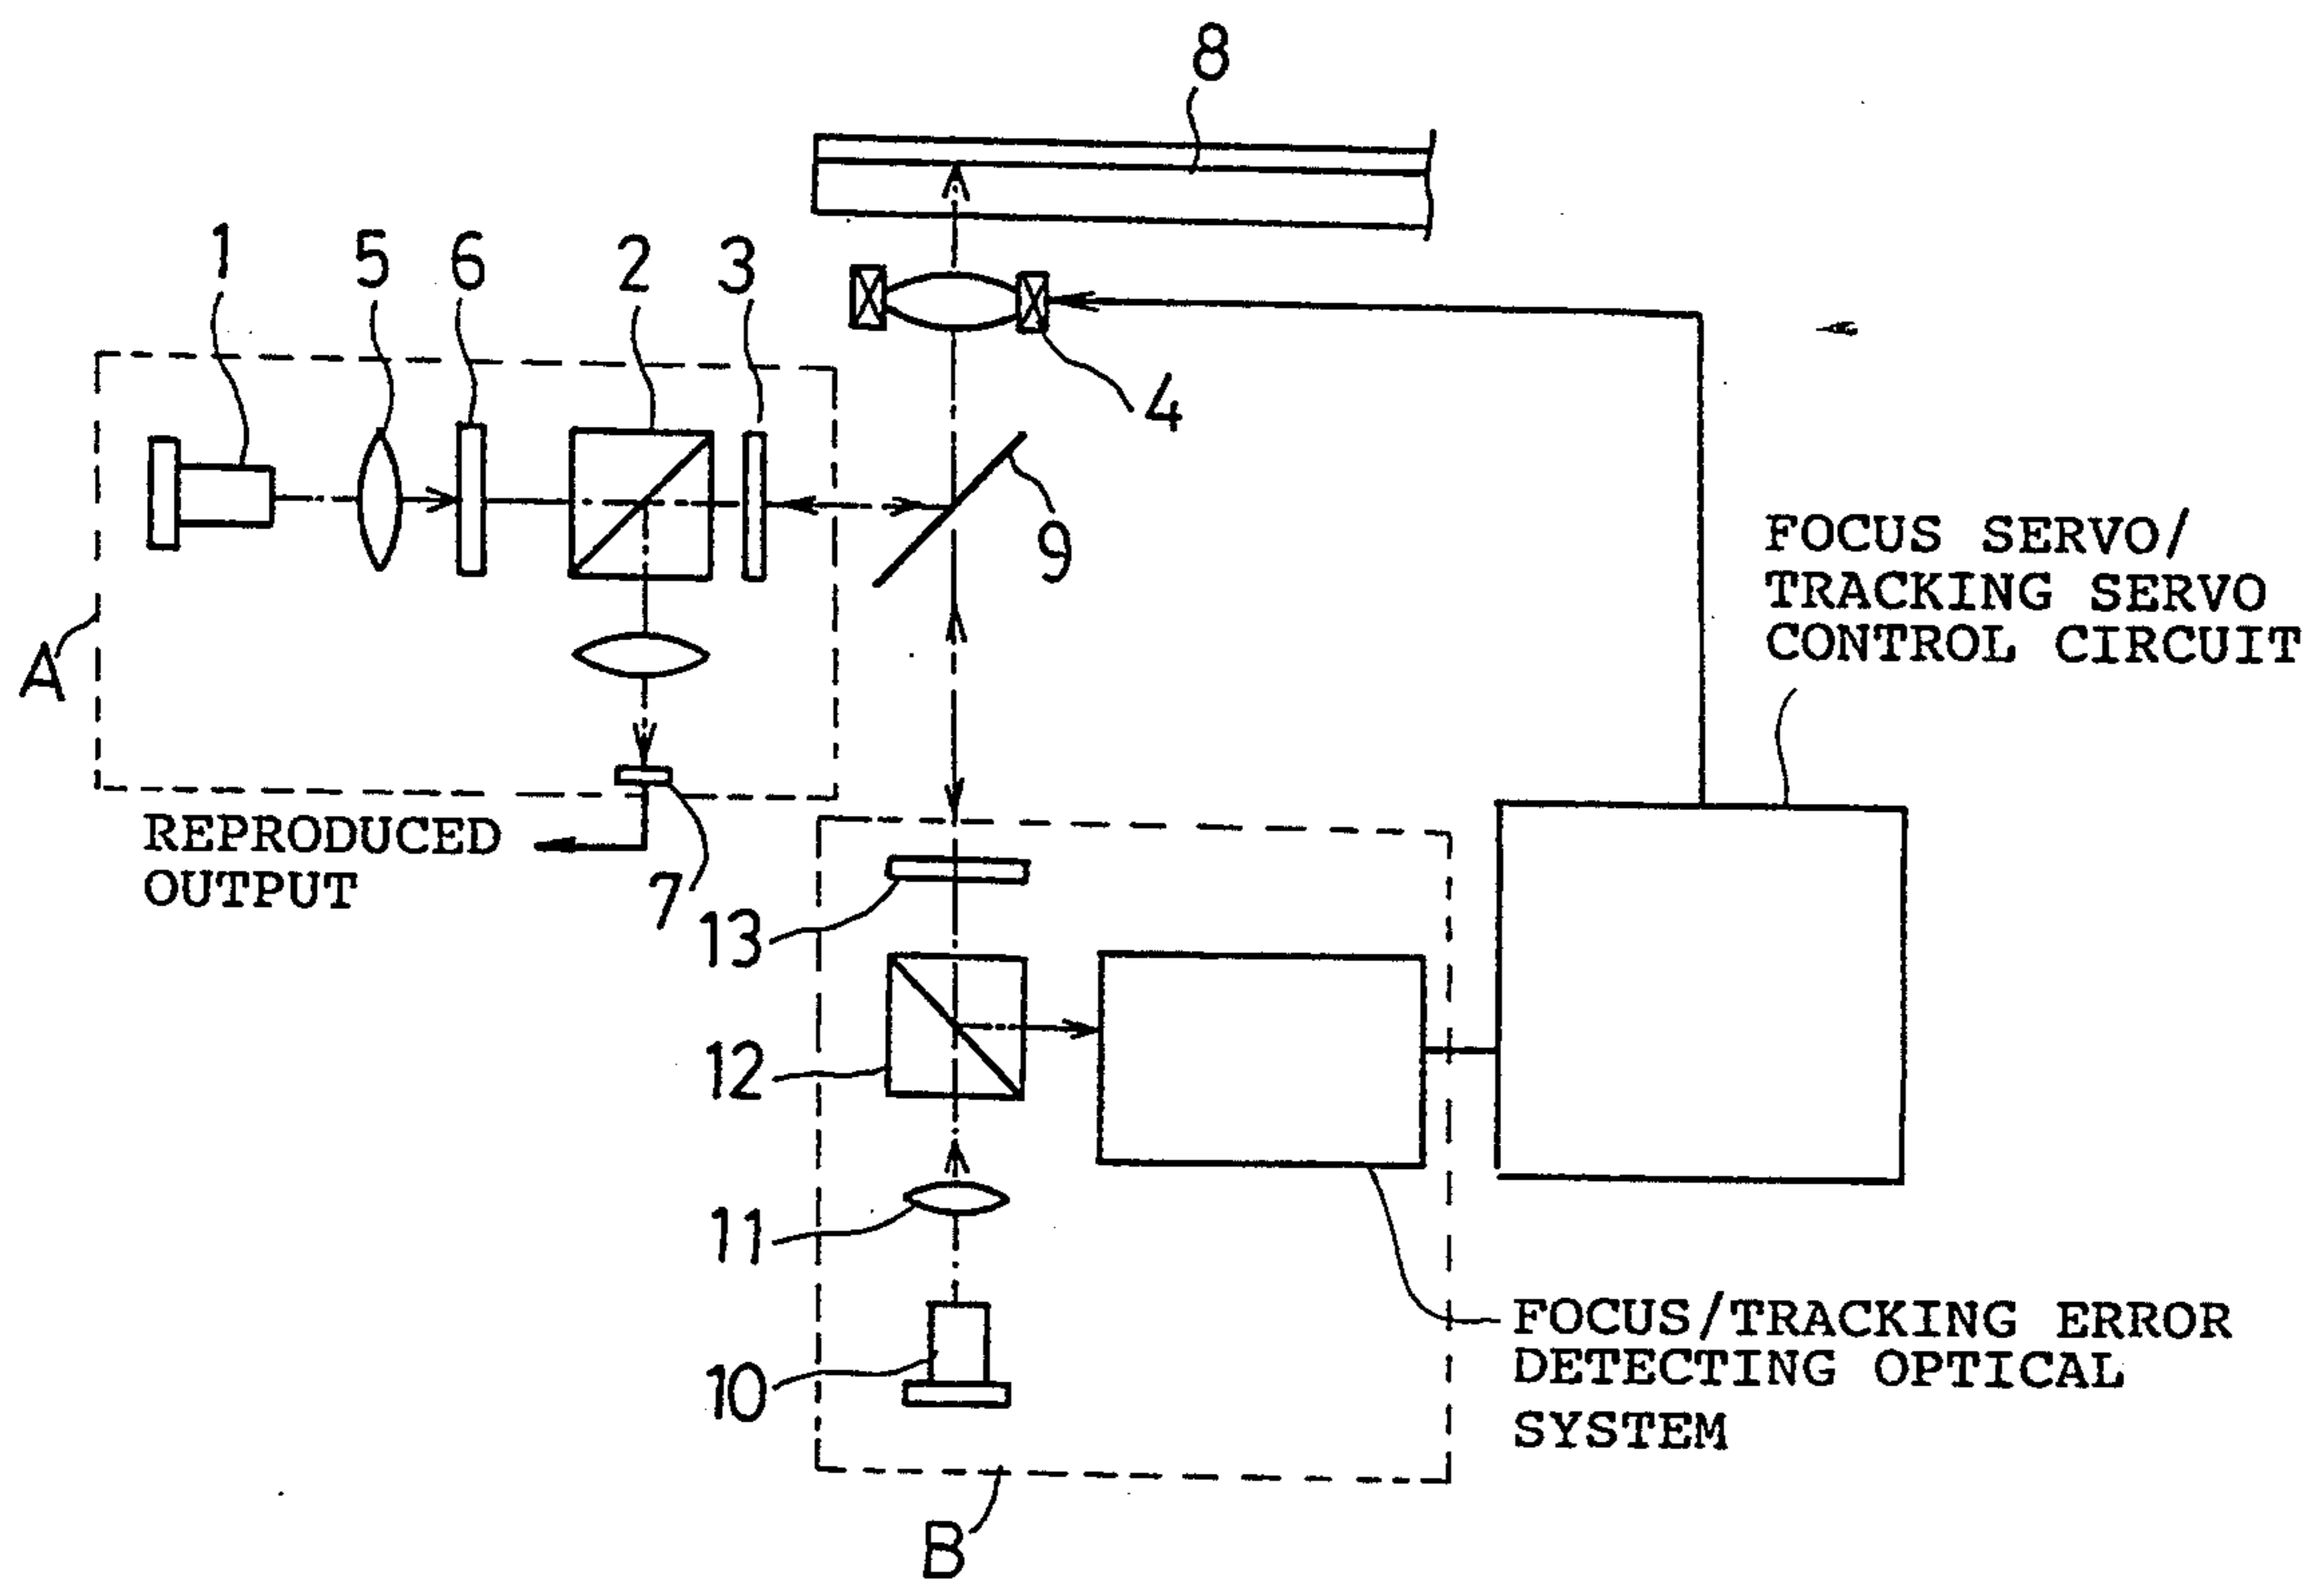 8
1
5
6
2
3
4
9
FOCUS SERVO/
TRACKING SERVO
CONTROL CIRCUIT
A
REPRODUCED
OUTPUT
7
13
12
11
10
FOCUS/TRACKING ERROR
DETECTING OPTICAL
SYSTEM
B